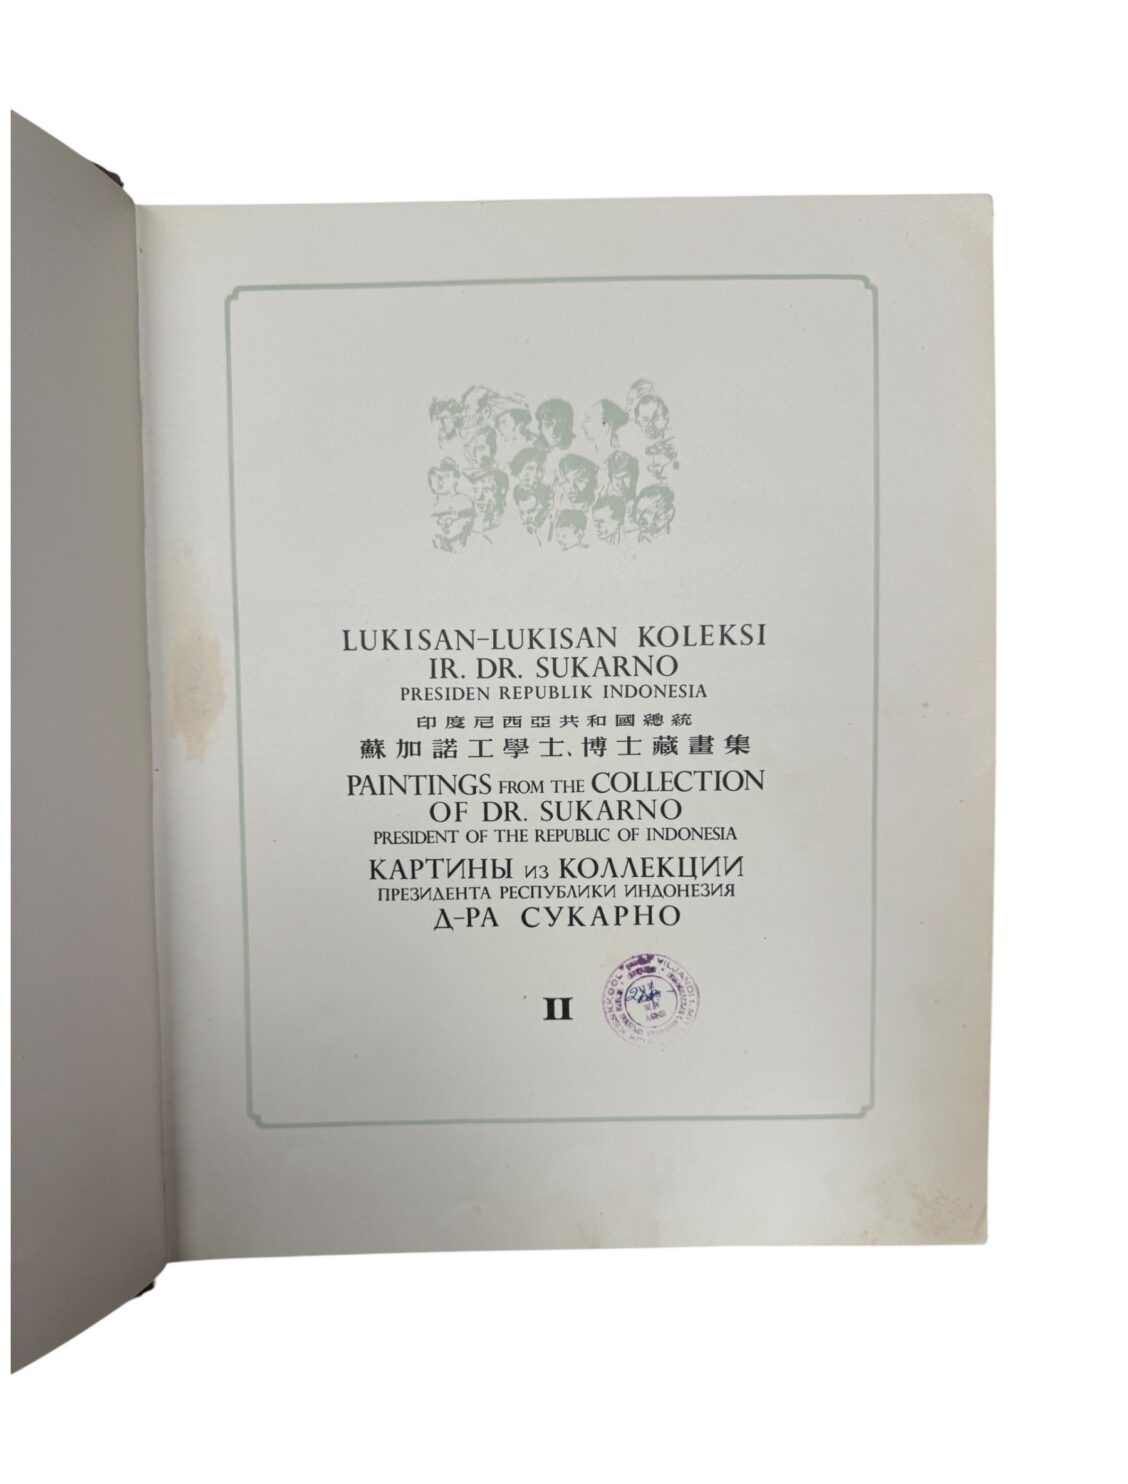 LUKISAN-LUKISAN KOLEKSI
IR. DR. SUKARNO
PRESIDEN REPUBLIK INDONESIA
印度尼西亞共和國總統
蘇加諾工學士、博士藏畫集
PAINTINGS FROM THE COLLECTION
OF DR. SUKARNO
PRESIDENT OF THE REPUBLIC OF INDONESIA
КАРТИНЫ ИЗ КОЛЛЕКЦИИ
ПРЕЗИДЕНТА РЕСПУБЛИКИ ИНДОНЕЗИЯ
Д-РА СУКАРНО
II
VILJANDI